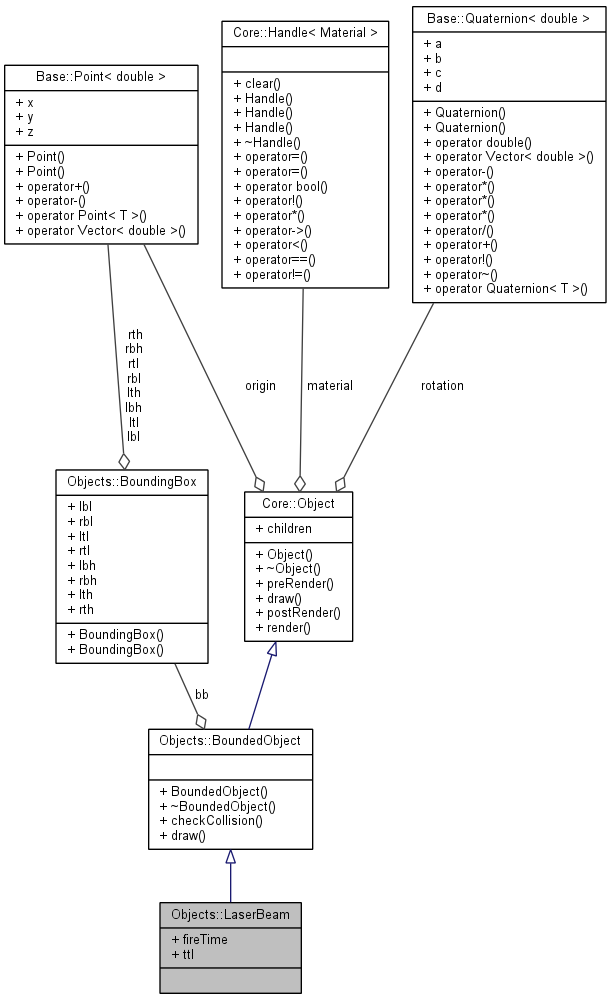 Base::Point< double >
+ x
+ y
+ z
+ Point()
+ Point()
+ operator+()
+ operator-()
+ operator Point< T >()
+ operator Vector< double >()
Core::Handle< Material >
+ clear()
+ Handle()
+ Handle()
+ Handle()
+ ~Handle()
+ operator=()
+ operator=()
+ operator bool()
+ operator!()
+ operator*()
+ operator->()
+ operator<()
+ operator==()
+ operator!=()
Base::Quaternion< double >
+ a
+ b
+ c
+ d
+ Quaternion()
+ Quaternion()
+ operator double()
+ operator Vector< double >()
+ operator-()
+ operator*()
+ operator*()
+ operator*()
+ operator/()
+ operator+()
+ operator!()
+ operator~()
+ operator Quaternion< T >()
rth
rbh
rtl
rbl
lth
lbh
ltl
lbl
origin
material
rotation
Objects::BoundingBox
+ lbl
+ rbl
+ ltl
+ rtl
+ lbh
+ rbh
+ lth
+ rth
+ BoundingBox()
+ BoundingBox()
Core::Object
+ children
+ Object()
+ ~Object()
+ preRender()
+ draw()
+ postRender()
+ render()
bb
Objects::BoundedObject
+ BoundedObject()
+ ~BoundedObject()
+ checkCollision()
+ draw()
Objects::LaserBeam
+ fireTime
+ ttl